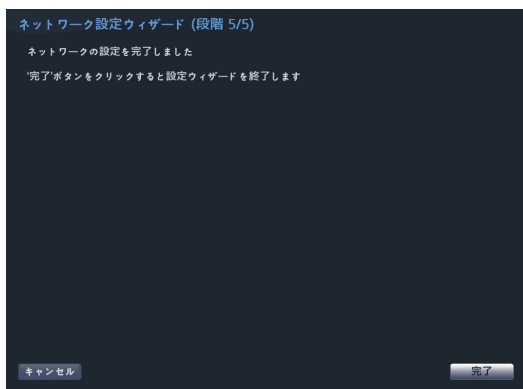 ネットワーク設定ウィザード (段階 5/5)
ネットワークの設定を完了しました
'完了'ボタンをクリックすると設定ウィザードを終了します
キャンセル
完了